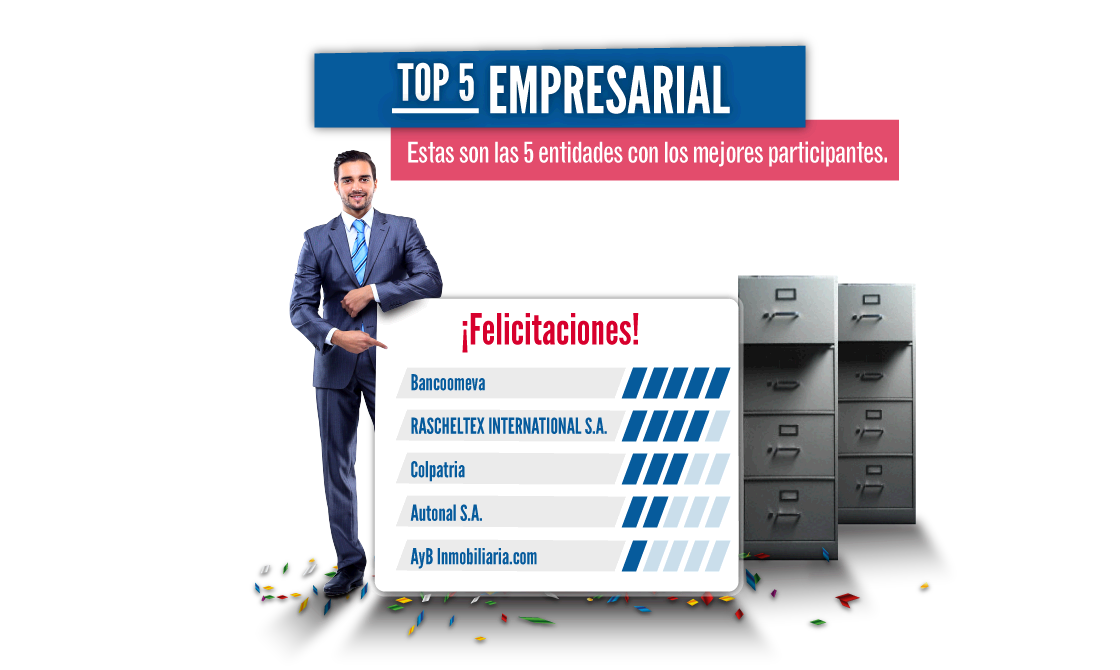 TOP 5 EMPRESARIAL
Estas son las 5 entidades con los mejores participantes.
¡Felicitaciones!
Bancoomeva
RASCHELTEX INTERNATIONAL S.A.
Colpatria
Autonal S.A.
AyB Inmobiliaria.com